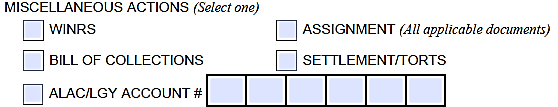 MISCELLANEOUS ACTIONS (Select one)
WINRS ASSIGNMENT (All applicable documents)
BILL OF COLLECTIONS SETTLEMENT/TORTS
ALAC/LGY ACCOUNT #